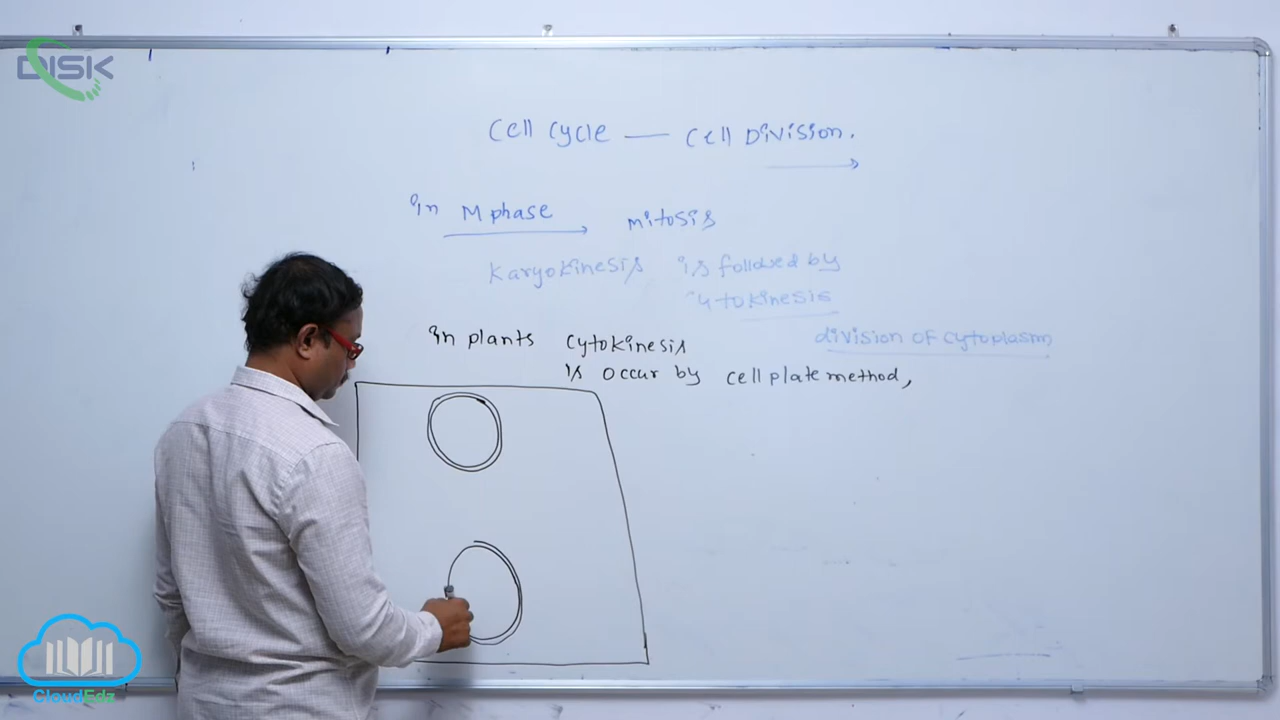 DISK
Cell Cycle — Cell Division.
in M phase → mitosis
Karyokinesis is followed by
Cytokinesis
division of cytoplasm
in plants Cytokinesis
is occur by cell plate method,
CloudEdz